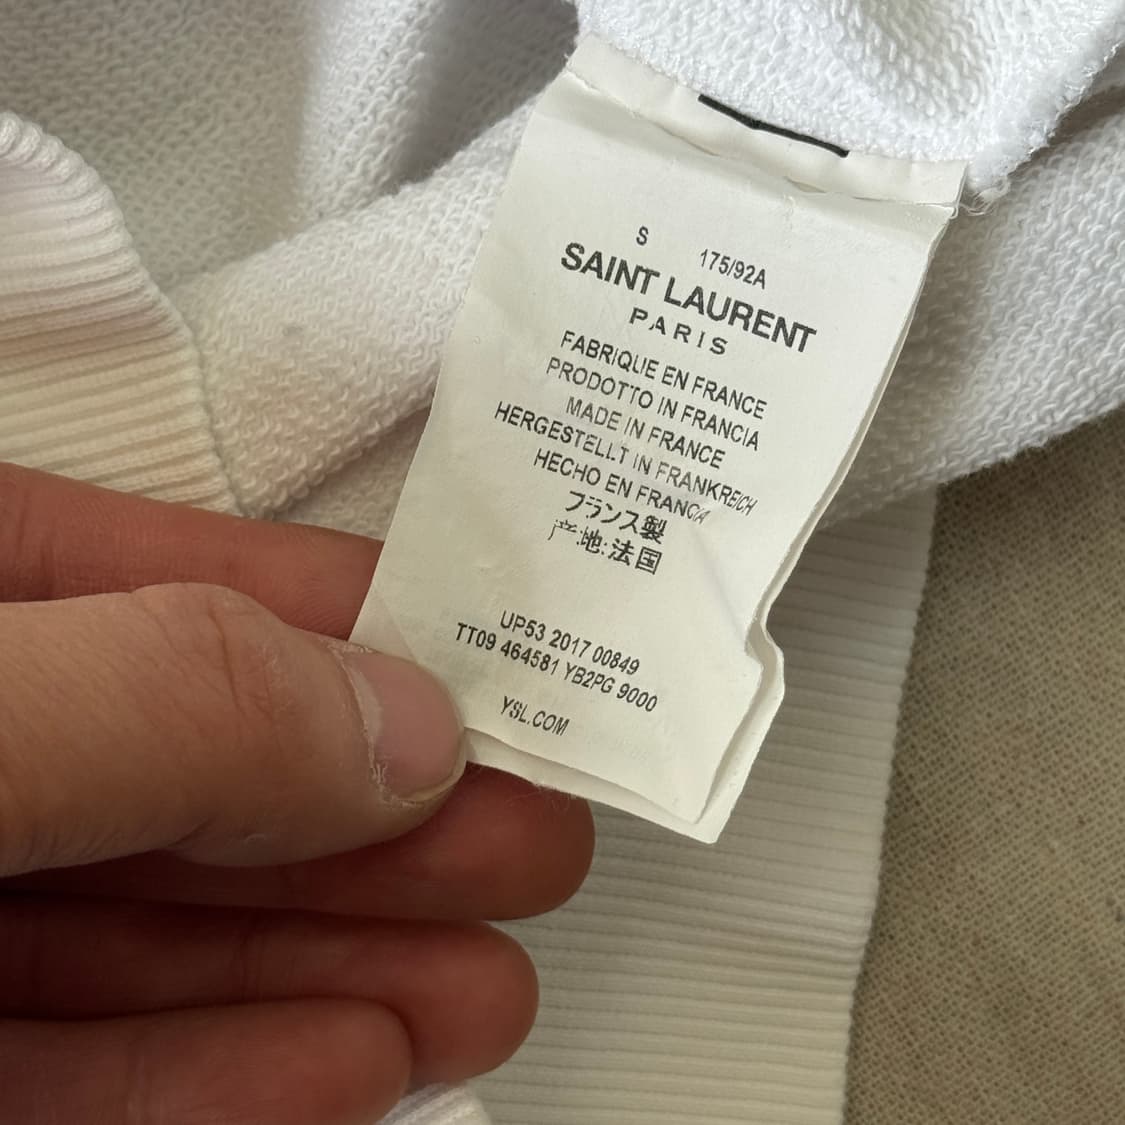 S 175/92A
SAINT LAURENT
PARIS
FABRIQUE EN FRANCE
PRODOTTO IN FRANCIA
MADE IN FRANCE
HERGESTELLT IN FRANKREICH
HECHO EN FRANCIA
フランス製
产地:法国
UP53 2017 00849
TT09 464581 YB2PG 9000
YSL.COM